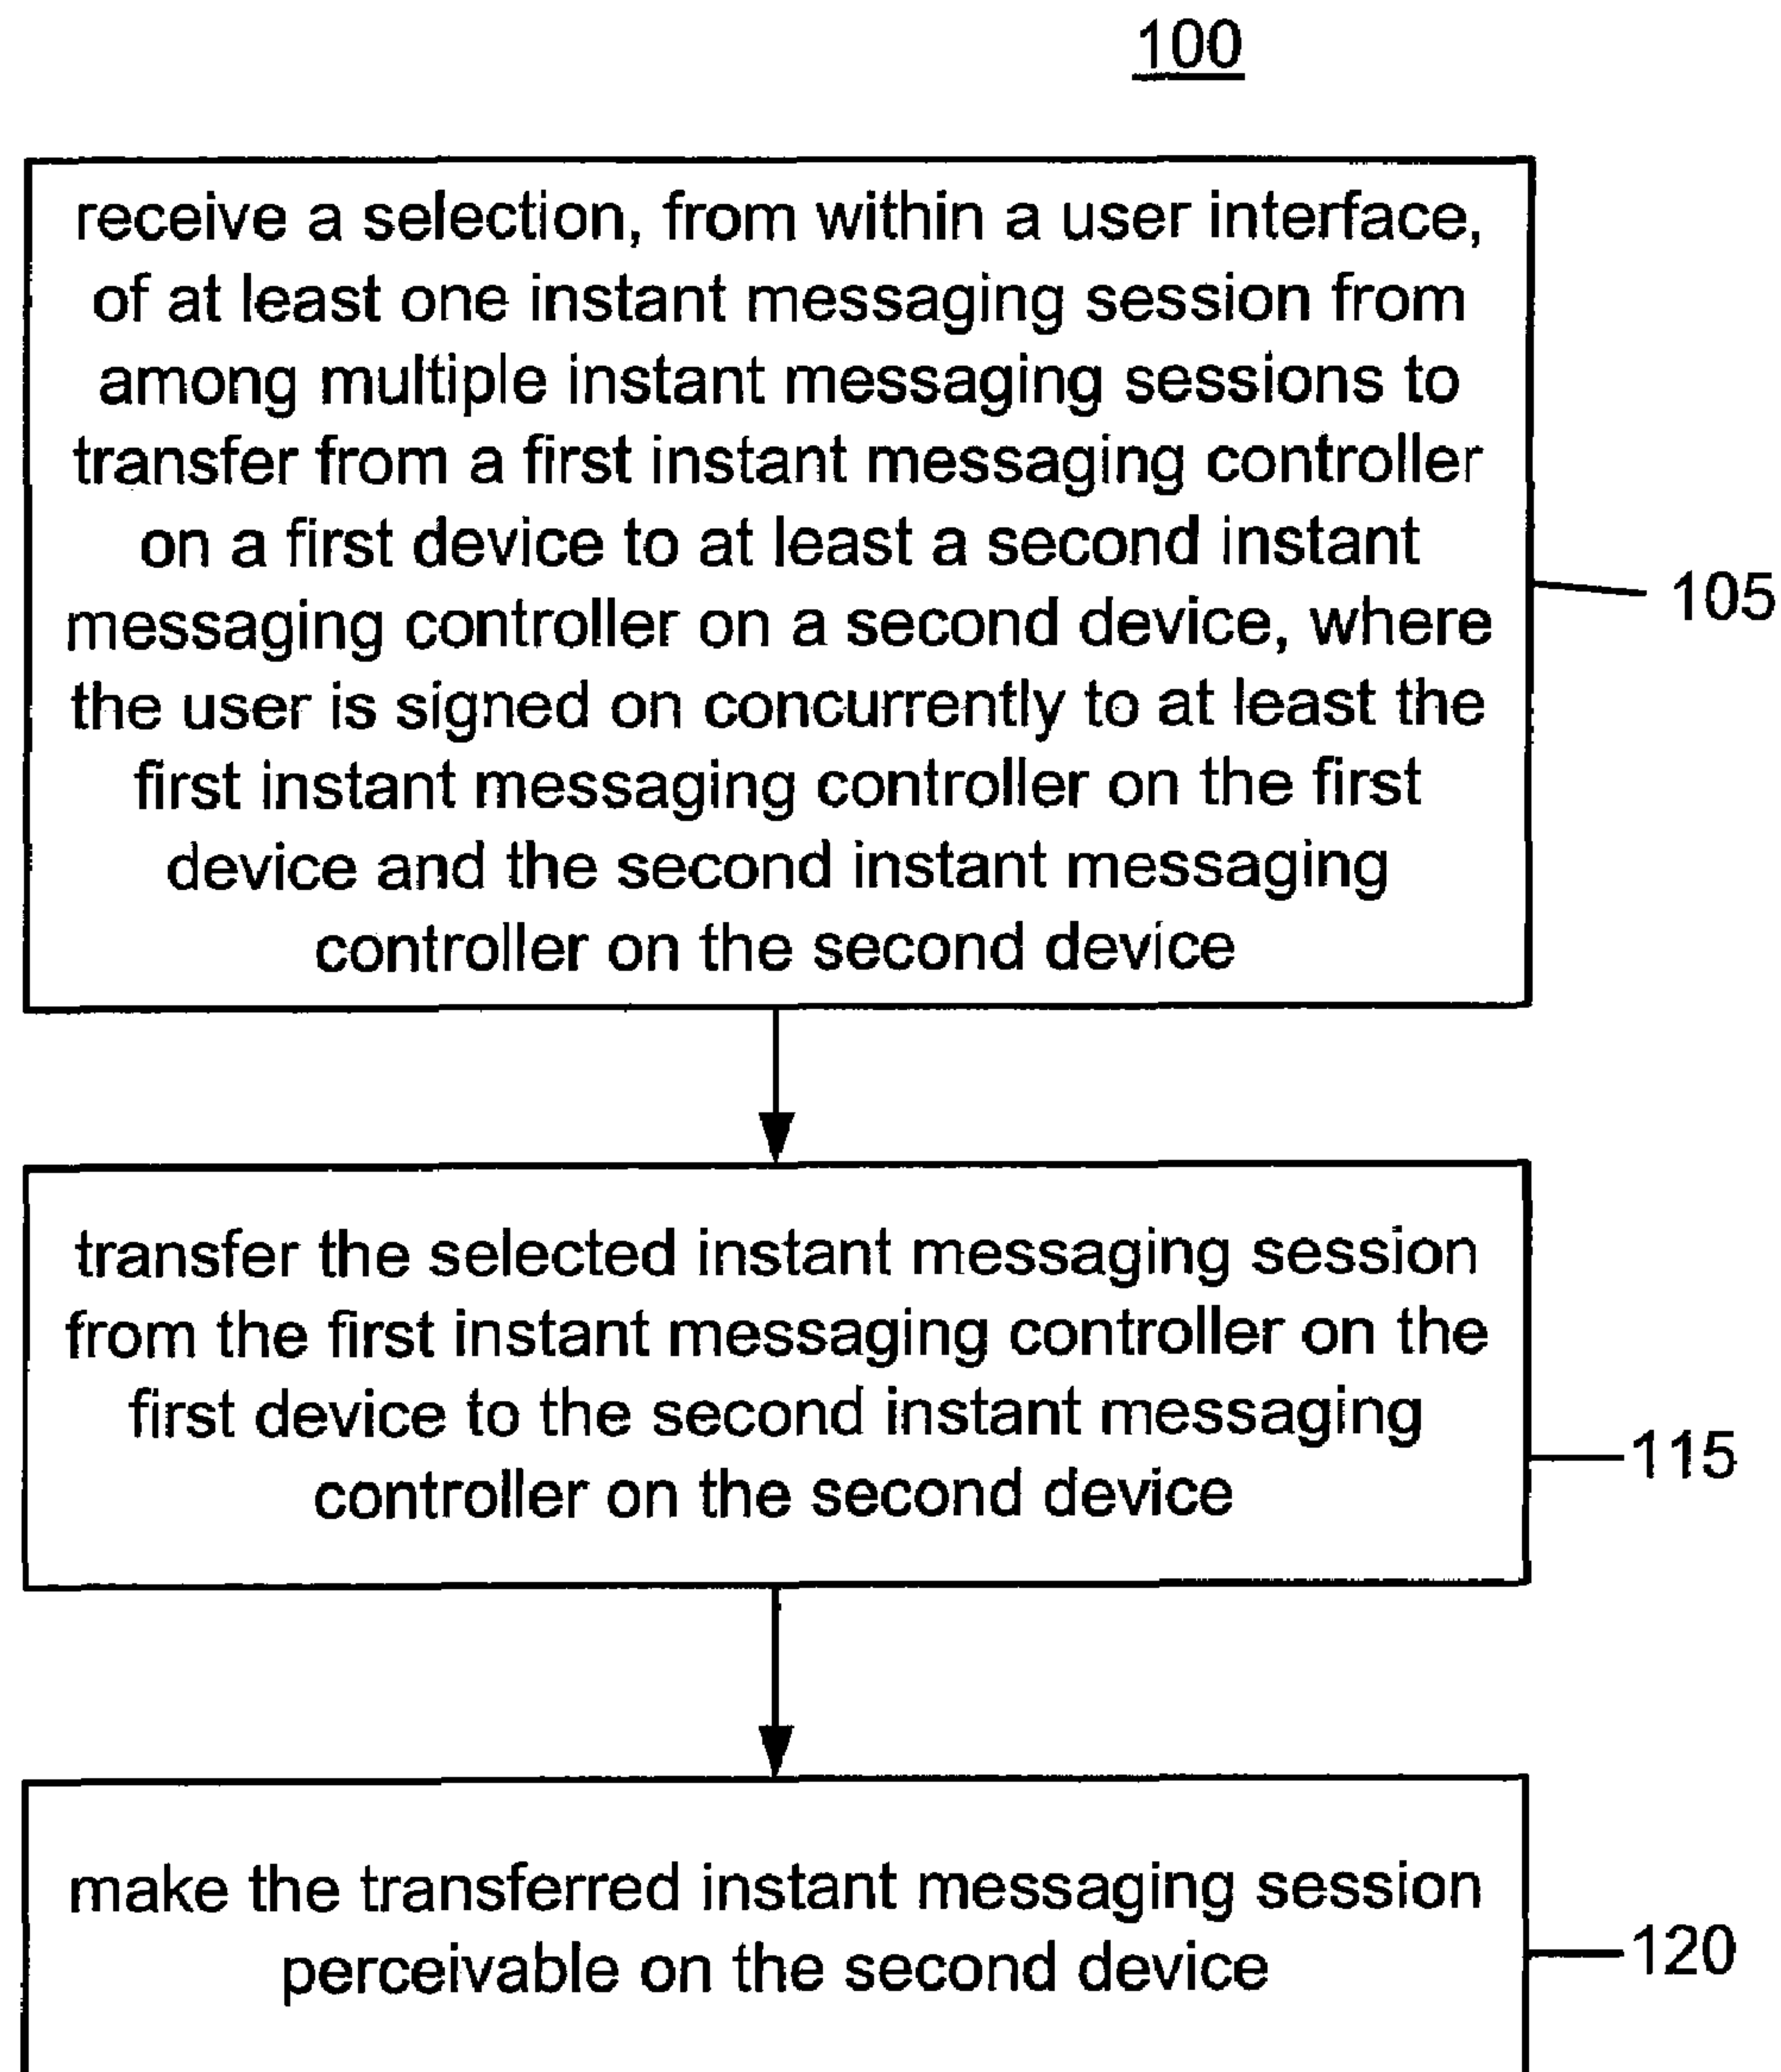 100
receive a selection, from within a user interface,
of at least one instant messaging session from
among multiple instant messaging sessions to
transfer from a first instant messaging controller
on a first device to at least a second instant
messaging controller on a second device, where
the user is signed on concurrently to at least the
first instant messaging controller on the first
device and the second instant messaging
controller on the second device
105
transfer the selected instant messaging session
from the first instant messaging controller on the
first device to the second instant messaging
controller on the second device
115
make the transferred instant messaging session
perceivable on the second device
120